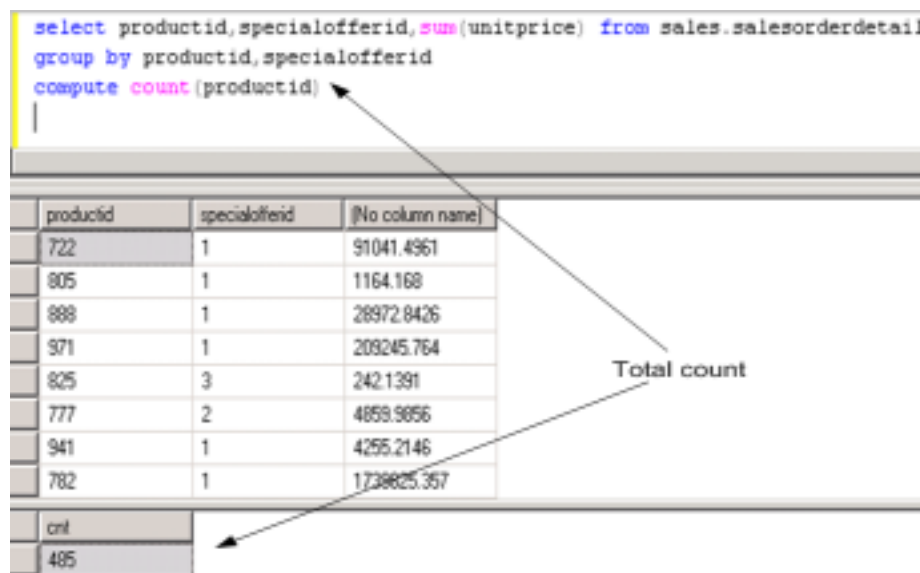 select productid,specialofferid,sum(unitprice) from sales.salesorderdetail
group by productid,specialofferid
compute count(productid)
productid specialofferid (No column name)
722 1 91041.4961
805 1 1164.168
888 1 28972.8426
971 1 209245.764
825 3 242.1391
777 2 4859.9856
941 1 4255.2146
782 1 1739825.357
Total count
cnt
485